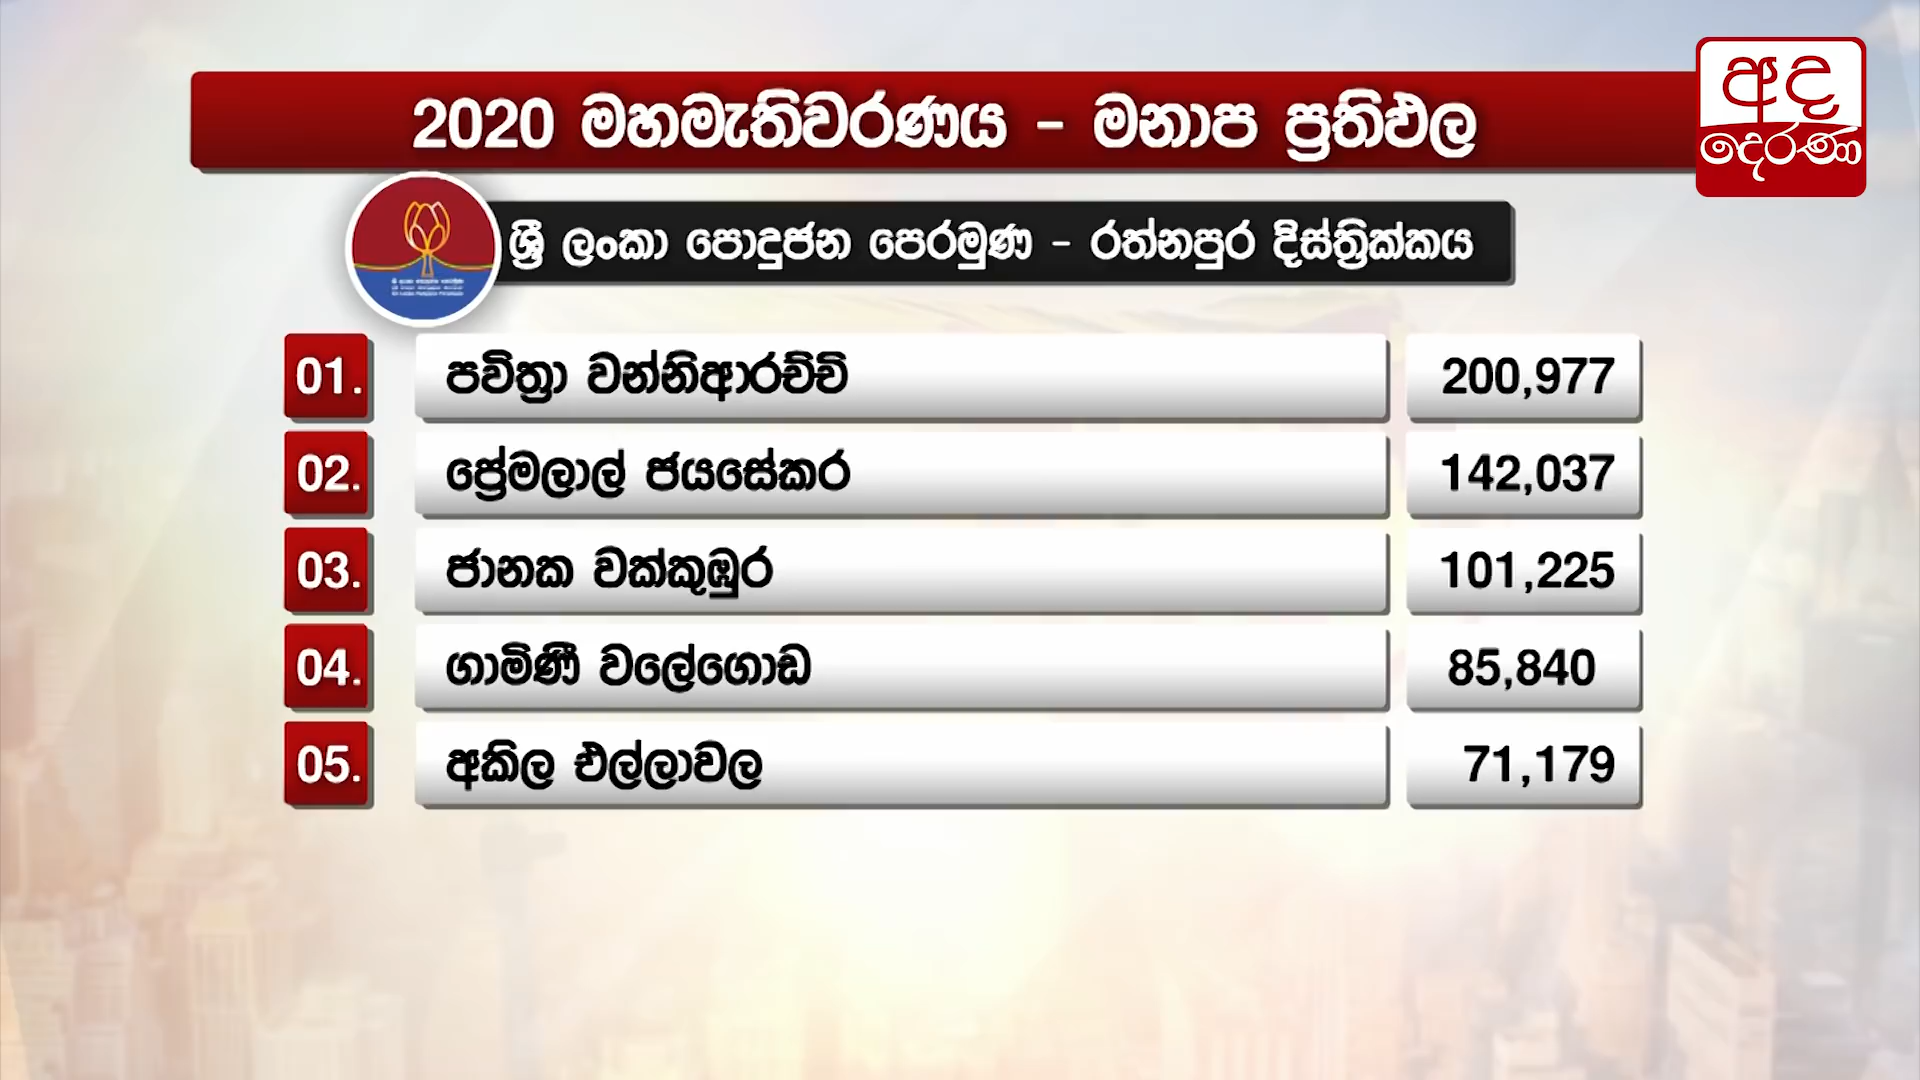 අද
දෙරණ
2020 මහමැතිවරණය - මනාප ප්‍රතිඵල
ශ්‍රී ලංකා පොදුජන පෙරමුණ - රත්නපුර දිස්ත්‍රික්කය
01. පවිත්‍රා වන්නිආරච්චි 200,977
02. ප්‍රේමලාල් ජයසේකර 142,037
03. ජානක වක්කුඹුර 101,225
04. ගාමිණී වලේගොඩ 85,840
05. අකිල එල්ලාවල 71,179